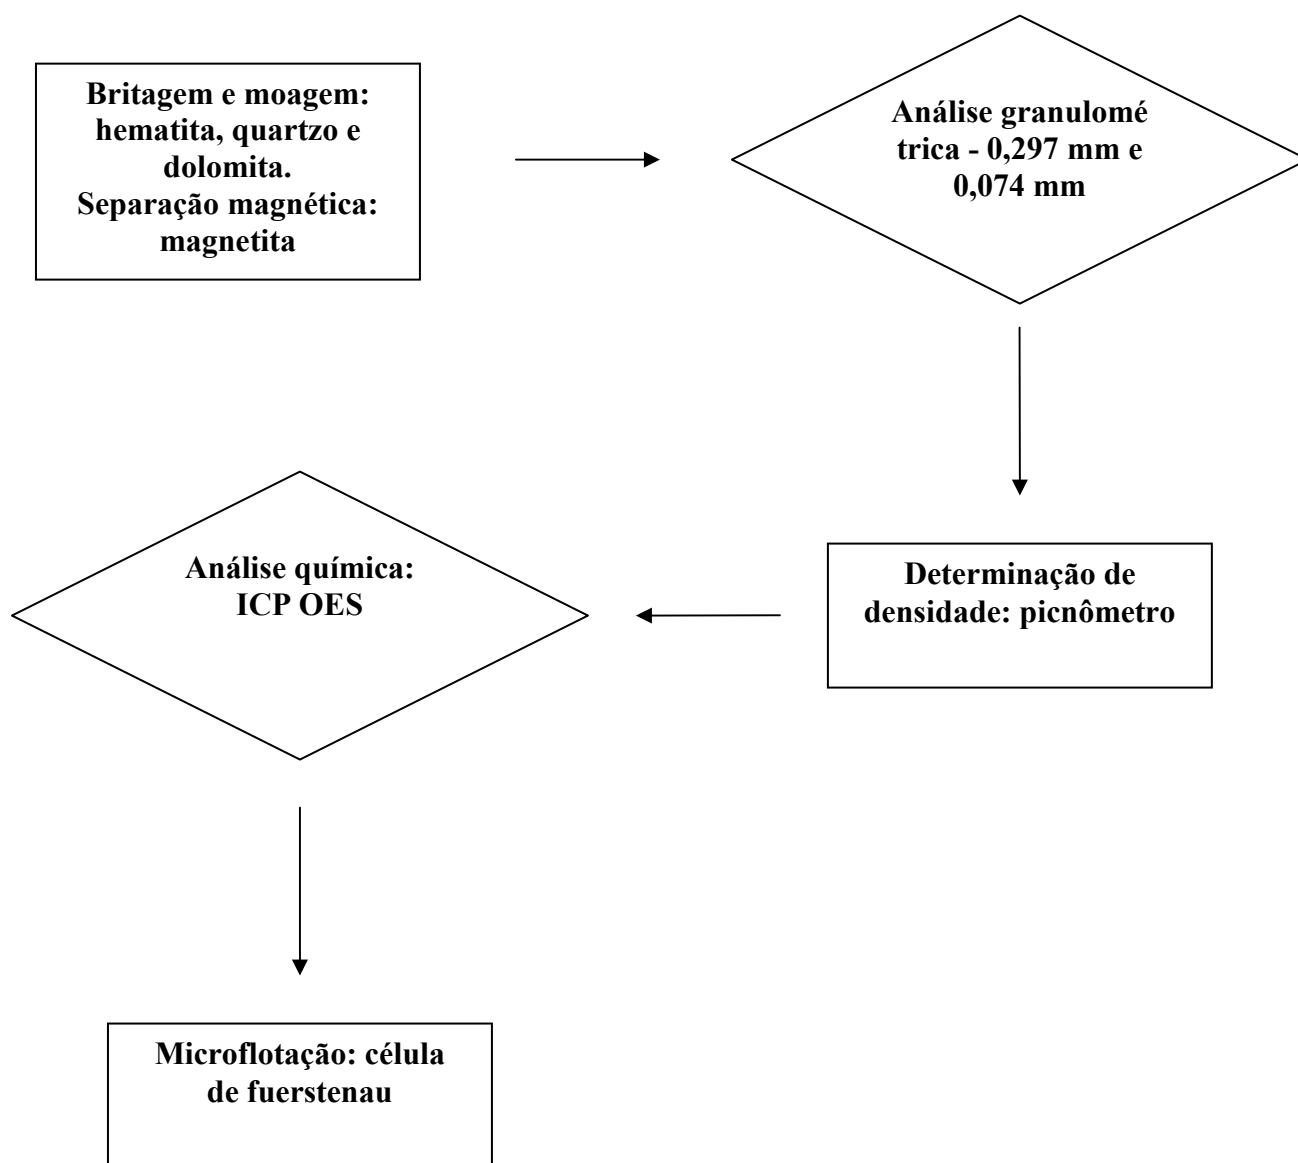 Britagem e moagem:
hematita, quartzo e
dolomita.
Separação magnética:
magnetita
Análise granulomé
trica - 0,297 mm e
0,074 mm
Determinação de
densidade: picnômetro
Análise química:
ICP OES
Microflotação: célula
de fuerstenau